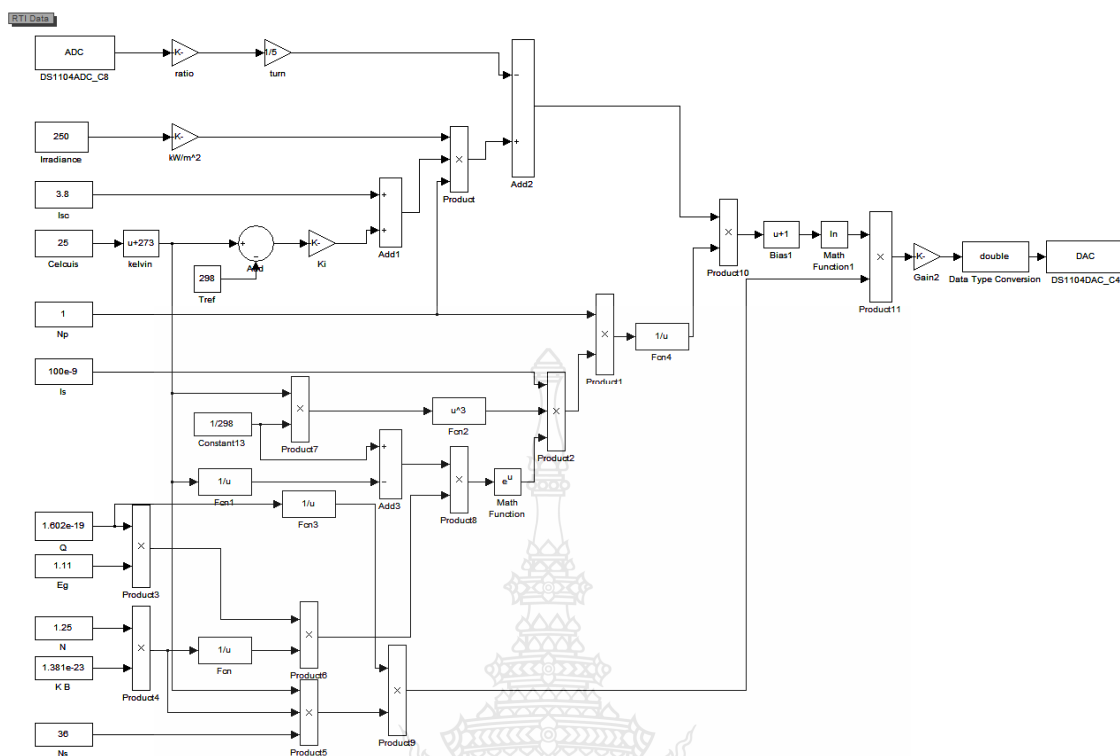 RTI Data
ADC
DS1104ADC_C8
K-
ratio
1/5
turn
−
+
Add2
250
Irradiance
K-
kW/m^2
×
Product
3.8
Isc
+
+
Add1
25
Celcuis
u+273
kelvin
+
−
Add
K-
Ki
298
Tref
1
Np
×
Product10
u+1
Bias1
ln
Math
Function1
×
Product11
K-
Gain2
double
Data Type Conversion
DAC
DS1104DAC_C4
×
Product1
1/u
Fcn4
100e-9
Is
×
Product7
1/298
Constant13
u^3
Fcn2
×
Product2
1/u
Fcn1
+
−
Add3
×
Product8
e^u
Math
Function
1/u
Fcn3
1.602e-19
Q
1.11
Eg
×
Product3
1.25
N
1.381e-23
K B
×
Product4
1/u
Fcn
×
Product6
×
Product5
×
Product9
36
Ns